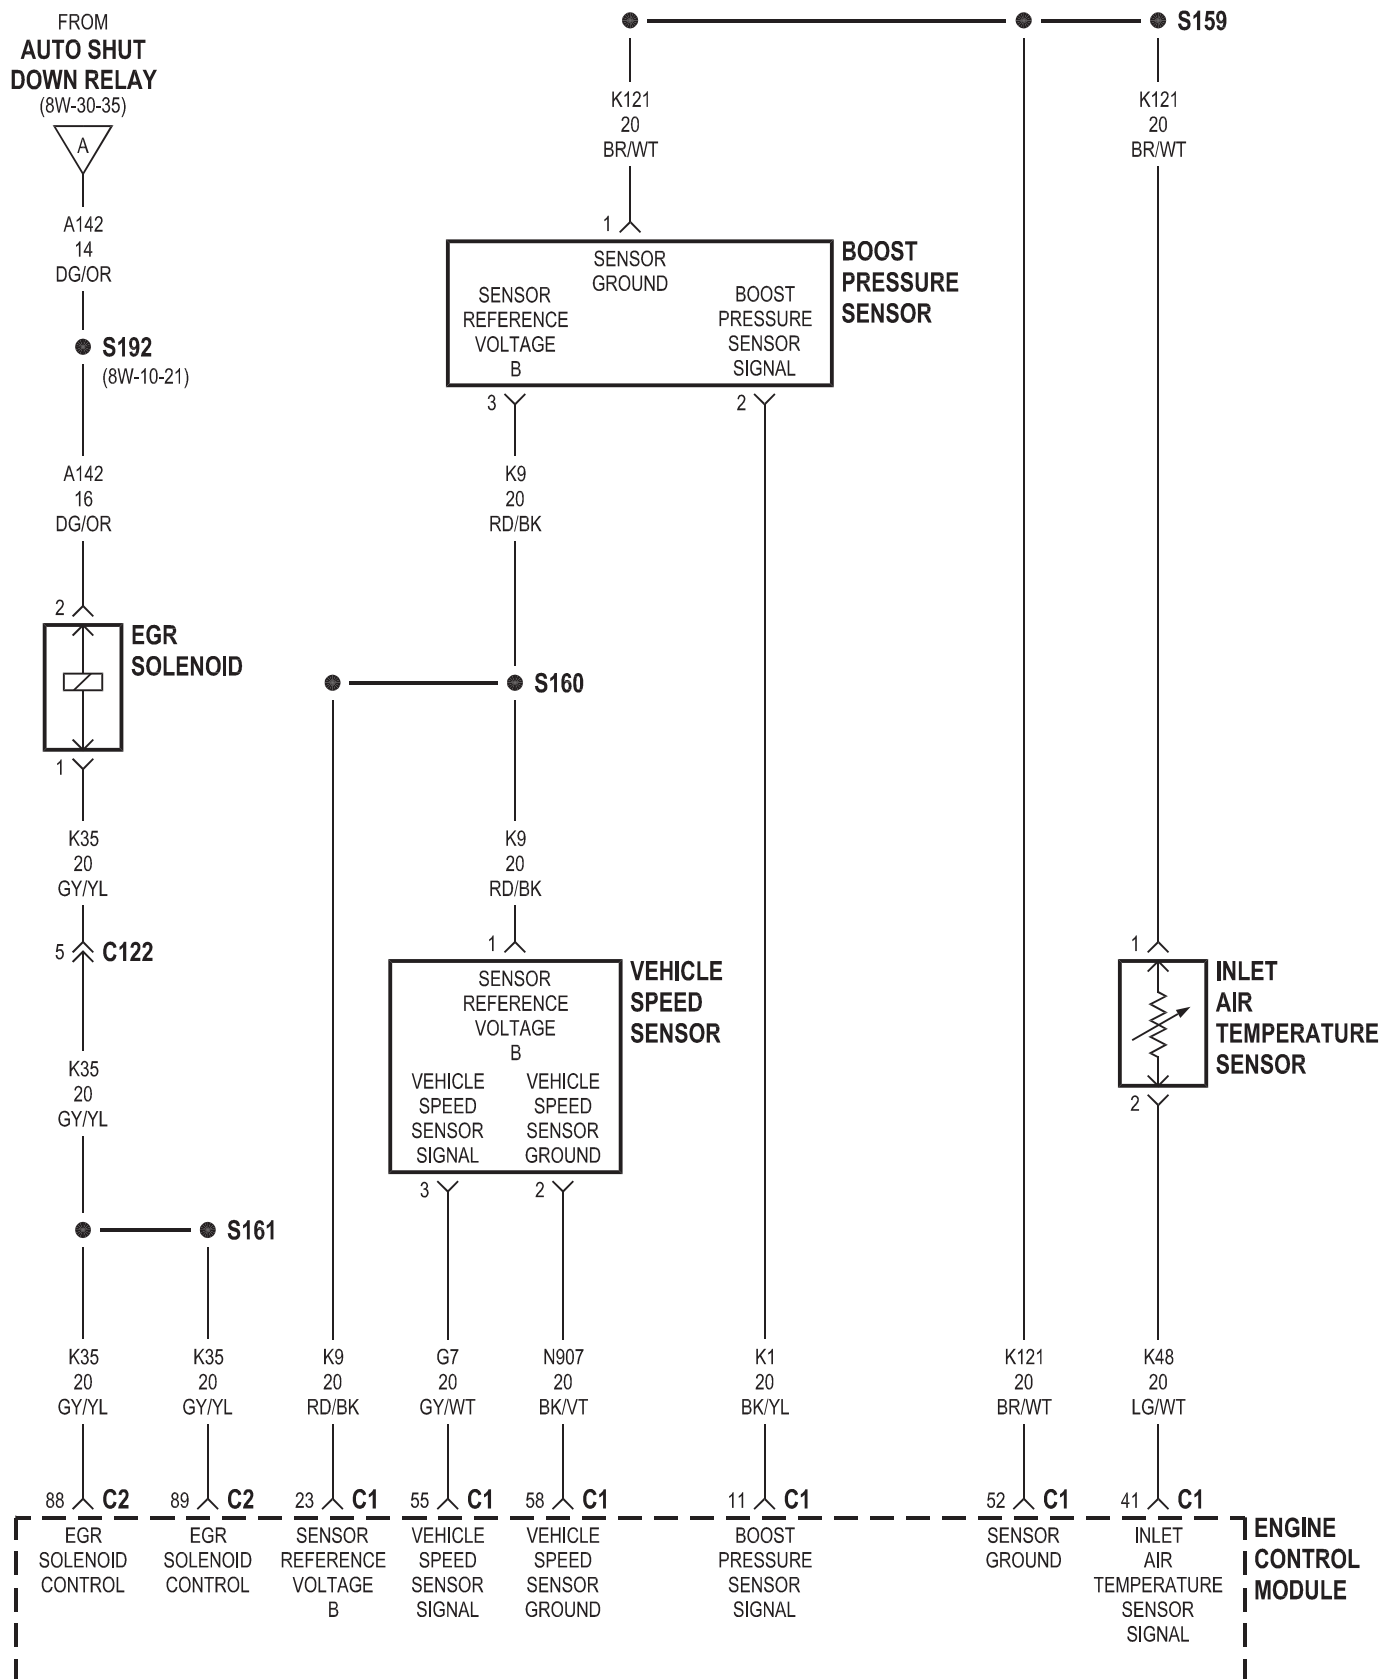 FROM
AUTO SHUT
DOWN RELAY
(8W-30-35)
A
A142
14
DG/OR
S192
(8W-10-21)
A142
16
DG/OR
2
EGR
SOLENOID
1
K35
20
GY/YL
5
C122
K35
20
GY/YL
S161
S159
K121
20
BR/WT
K121
20
BR/WT
1
BOOST
PRESSURE
SENSOR
SENSOR
GROUND
SENSOR
REFERENCE
VOLTAGE
B
BOOST
PRESSURE
SENSOR
SIGNAL
3
2
K9
20
RD/BK
S160
K9
20
RD/BK
1
VEHICLE
SPEED
SENSOR
SENSOR
REFERENCE
VOLTAGE
B
VEHICLE
SPEED
SENSOR
SIGNAL
VEHICLE
SPEED
SENSOR
GROUND
3
2
1
INLET
AIR
TEMPERATURE
SENSOR
2
K35
20
GY/YL
K35
20
GY/YL
K9
20
RD/BK
G7
20
GY/WT
N907
20
BK/VT
K1
20
BK/YL
K121
20
BR/WT
K48
20
LG/WT
88 C2
89 C2
23 C1
55 C1
58 C1
11 C1
52 C1
41 C1
EGR
SOLENOID
CONTROL
EGR
SOLENOID
CONTROL
SENSOR
REFERENCE
VOLTAGE
B
VEHICLE
SPEED
SENSOR
SIGNAL
VEHICLE
SPEED
SENSOR
GROUND
BOOST
PRESSURE
SENSOR
SIGNAL
SENSOR
GROUND
INLET
AIR
TEMPERATURE
SENSOR
SIGNAL
ENGINE
CONTROL
MODULE